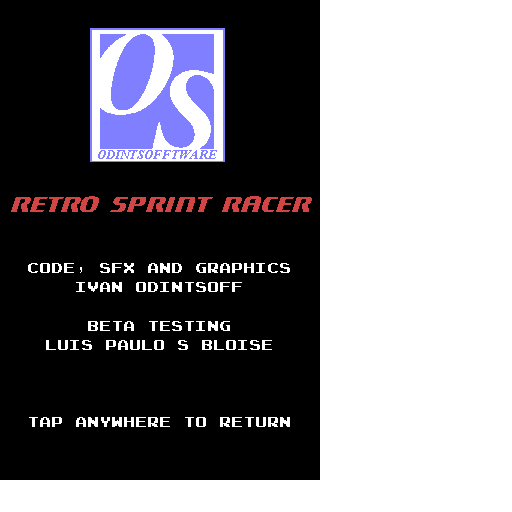 OS
ODINTSOFFTWARE
RETRO SPRINT RACER
CODE, SFX AND GRAPHICS
IVAN ODINTSOFF
BETA TESTING
LUIS PAULO S BLOISE
TAP ANYWHERE TO RETURN